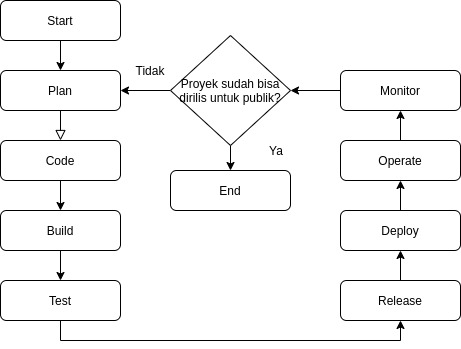 Start
Plan
Code
Build
Test
Tidak
Proyek sudah bisa
dirilis untuk publik?
Ya
End
Monitor
Operate
Deploy
Release